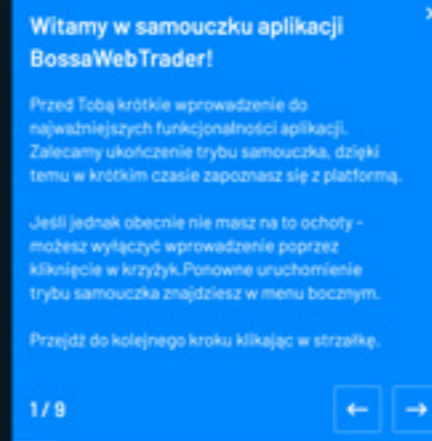 Witamy w samouczku aplikacji
BossaWebTrader!
Przed Tobą krótkie wprowadzenie do
najważniejszych funkcjonalności aplikacji.
Zalecamy ukończenie trybu samouczka, dzięki
temu w krótkim czasie zapoznasz się z platformą.
Jeśli jednak obecnie nie masz na to ochoty -
możesz wyłączyć wprowadzenie poprzez
kliknięcie w krzyżyk.Ponowne uruchomienie
trybu samouczka znajdziesz w menu bocznym.
Przejdź do kolejnego kroku klikając w strzałkę.
1 / 9